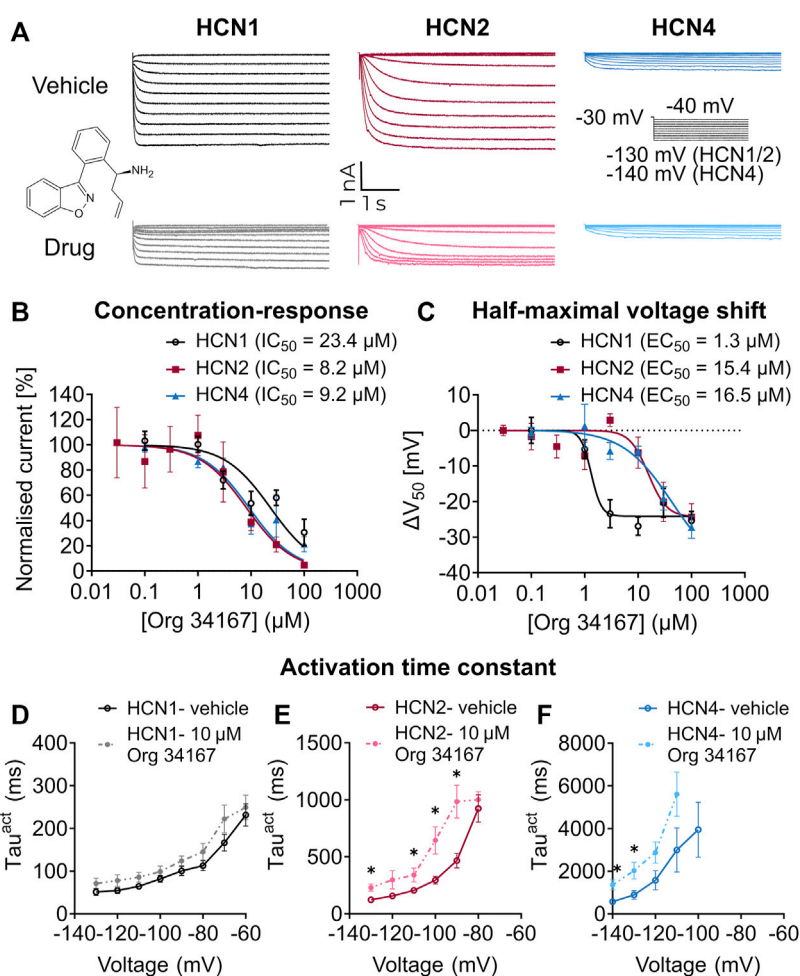 A
HCN1
HCN2
HCN4
Vehicle
-40 mV
-30 mV
-130 mV (HCN1/2)
-140 mV (HCN4)
NH₂
N
O
1 nA
1 s
Drug
B
Concentration-response
HCN1 (IC₅₀ = 23.4 µM)
HCN2 (IC₅₀ = 8.2 µM)
HCN4 (IC₅₀ = 9.2 µM)
Normalised current [%]
140
120
100
80
60
40
20
0
0.01
0.1
1
10
100
1000
[Org 34167] (µM)
C
Half-maximal voltage shift
HCN1 (EC₅₀ = 1.3 µM)
HCN2 (EC₅₀ = 15.4 µM)
HCN4 (EC₅₀ = 16.5 µM)
ΔV₅₀ [mV]
10
0
-10
-20
-30
-40
0.01
0.1
1
10
100
1000
[Org 34167] (µM)
Activation time constant
D
HCN1- vehicle
HCN1- 10 µM
Org 34167
Tauᵃᶜᵗ (ms)
400
300
200
100
0
-140
-120
-100
-80
-60
Voltage (mV)
E
HCN2- vehicle
HCN2- 10 µM
Org 34167
Tauᵃᶜᵗ (ms)
1500
1000
500
0
* * * *
-140
-120
-100
-80
-60
Voltage (mV)
F
HCN4- vehicle
HCN4- 10 µM
Org 34167
Tauᵃᶜᵗ (ms)
8000
6000
4000
2000
0
* *
-140
-120
-100
-80
-60
Voltage (mV)